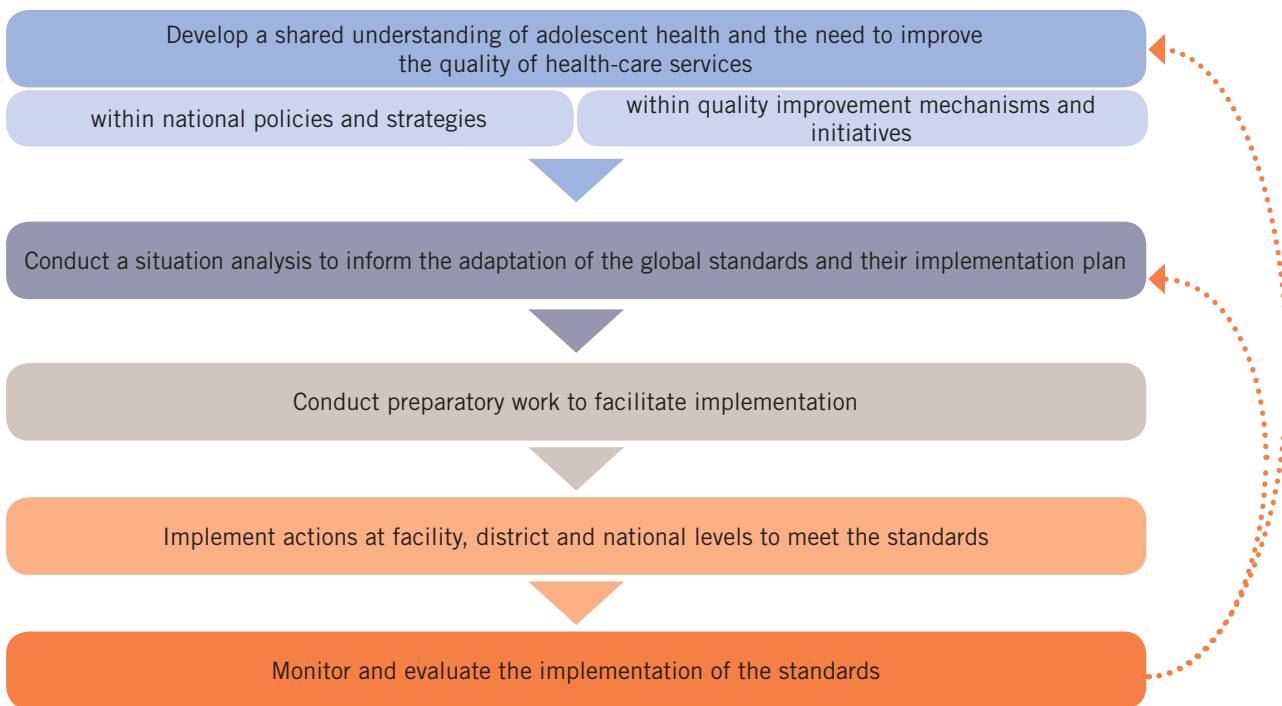 Develop a shared understanding of adolescent health and the need to improve
the quality of health-care services
within national policies and strategies
within quality improvement mechanisms and
initiatives
Conduct a situation analysis to inform the adaptation of the global standards and their implementation plan
Conduct preparatory work to facilitate implementation
Implement actions at facility, district and national levels to meet the standards
Monitor and evaluate the implementation of the standards